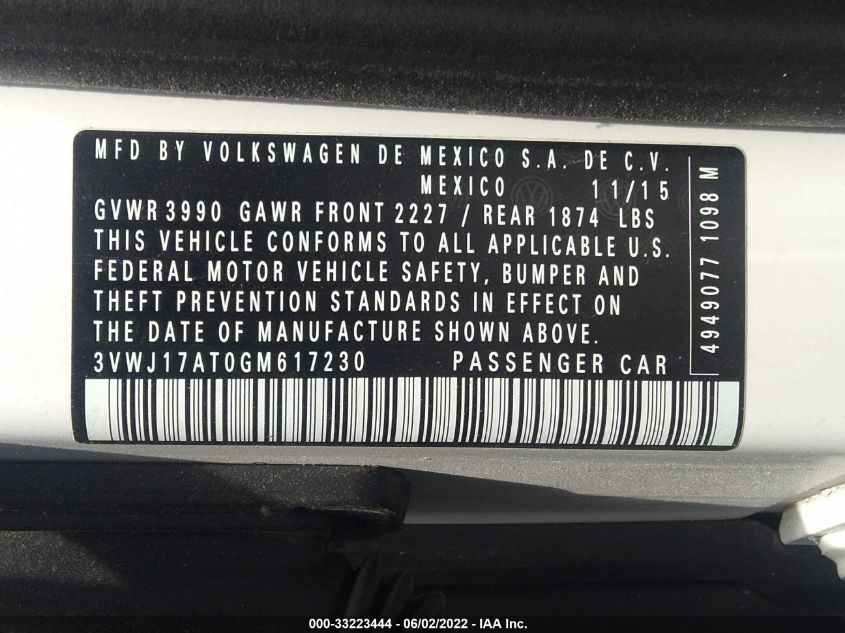 MFD BY VOLKSWAGEN DE MEXICO S.A. DE C.V.
MEXICO 11/15
GVWR 3990 GAWR FRONT 2227 / REAR 1874 LBS
THIS VEHICLE CONFORMS TO ALL APPLICABLE U.S.
FEDERAL MOTOR VEHICLE SAFETY, BUMPER AND
THEFT PREVENTION STANDARDS IN EFFECT ON
THE DATE OF MANUFACTURE SHOWN ABOVE.
3VWJ17AT0GM617230 PASSENGER CAR
4949077 1098 M
000-33223444 - 06/02/2022 - IAA Inc.